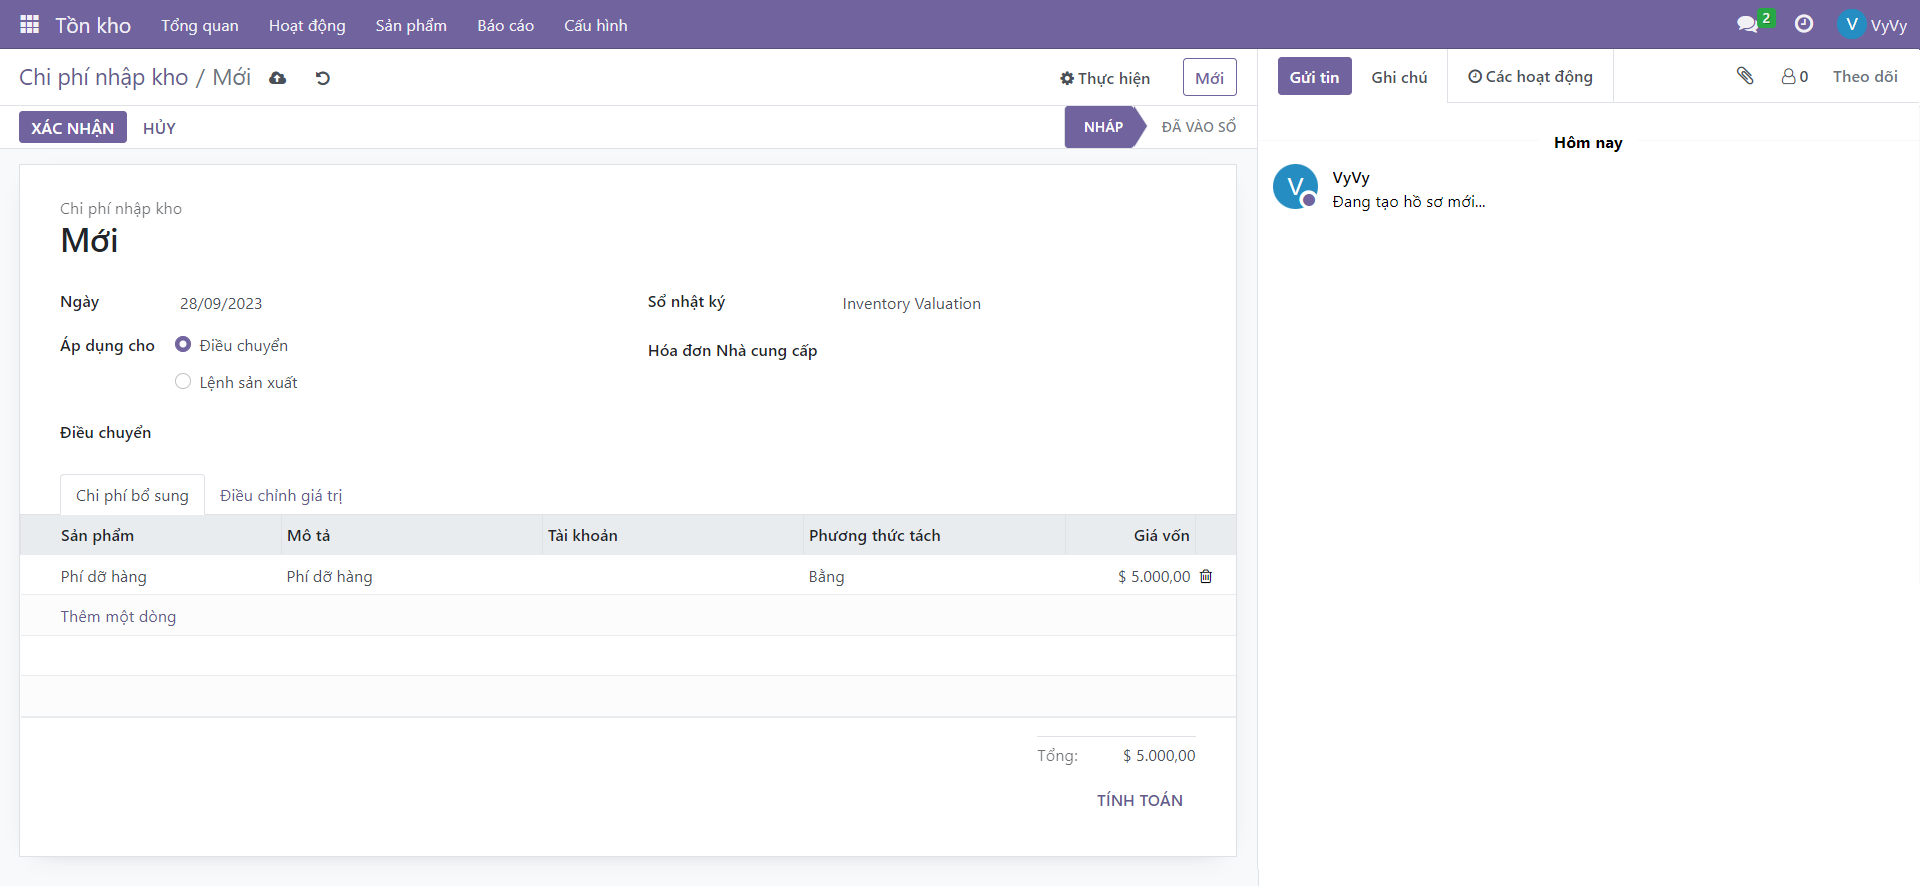 Tồn kho Tổng quan Hoạt động Sản phẩm Báo cáo Cấu hình 2 V VyVy
Chi phí nhập kho / Mới Thực hiện Mới
Gửi tin Ghi chú Các hoạt động 0 Theo dõi
XÁC NHẬN HỦY NHÁP ĐÃ VÀO SỔ
Hôm nay
V VyVy
Đang tạo hồ sơ mới...
Chi phí nhập kho
Mới
Ngày 28/09/2023 Sổ nhật ký Inventory Valuation
Áp dụng cho Điều chuyển Hóa đơn Nhà cung cấp
Lệnh sản xuất
Điều chuyển
Chi phí bổ sung Điều chỉnh giá trị
Sản phẩm Mô tả Tài khoản Phương thức tách Giá vốn
Phí dỡ hàng Phí dỡ hàng Bằng $ 5.000,00
Thêm một dòng
Tổng: $ 5.000,00
TÍNH TOÁN